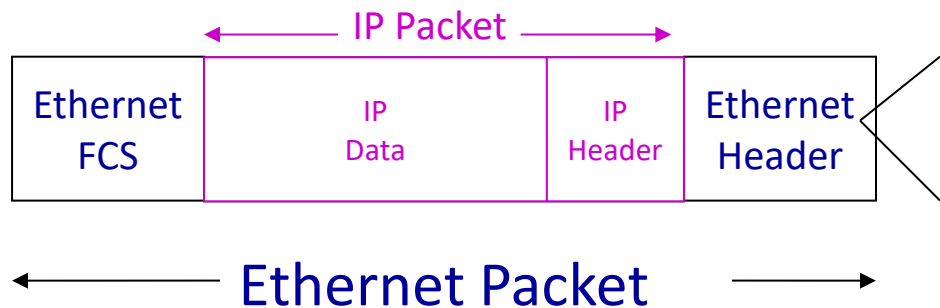 IP Packet
Ethernet
FCS
IP
Data
IP
Header
Ethernet
Header
Ethernet Packet